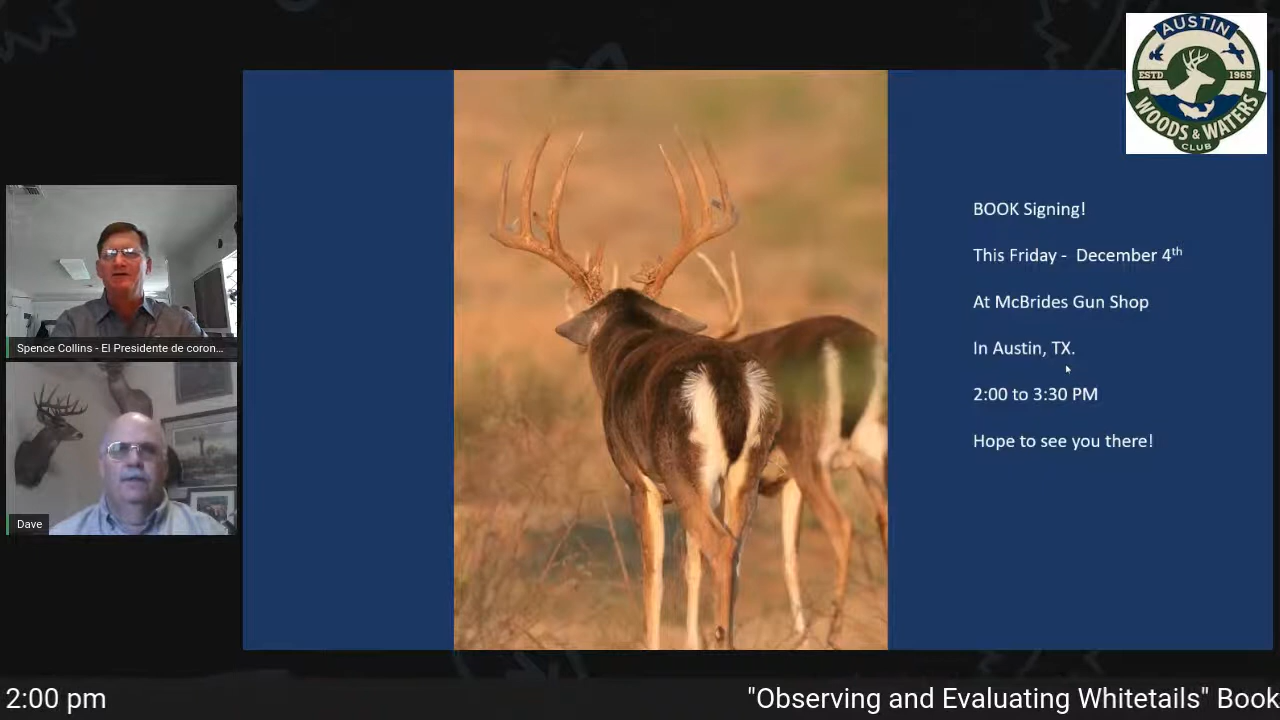 AUSTIN
ESTD 1965
WOODS & WATERS
CLUB
BOOK Signing!
This Friday - December 4th
At McBrides Gun Shop
In Austin, TX.
2:00 to 3:30 PM
Hope to see you there!
Spence Collins - El Presidente de coron...
Dave
2:00 pm
"Observing and Evaluating Whitetails" Book